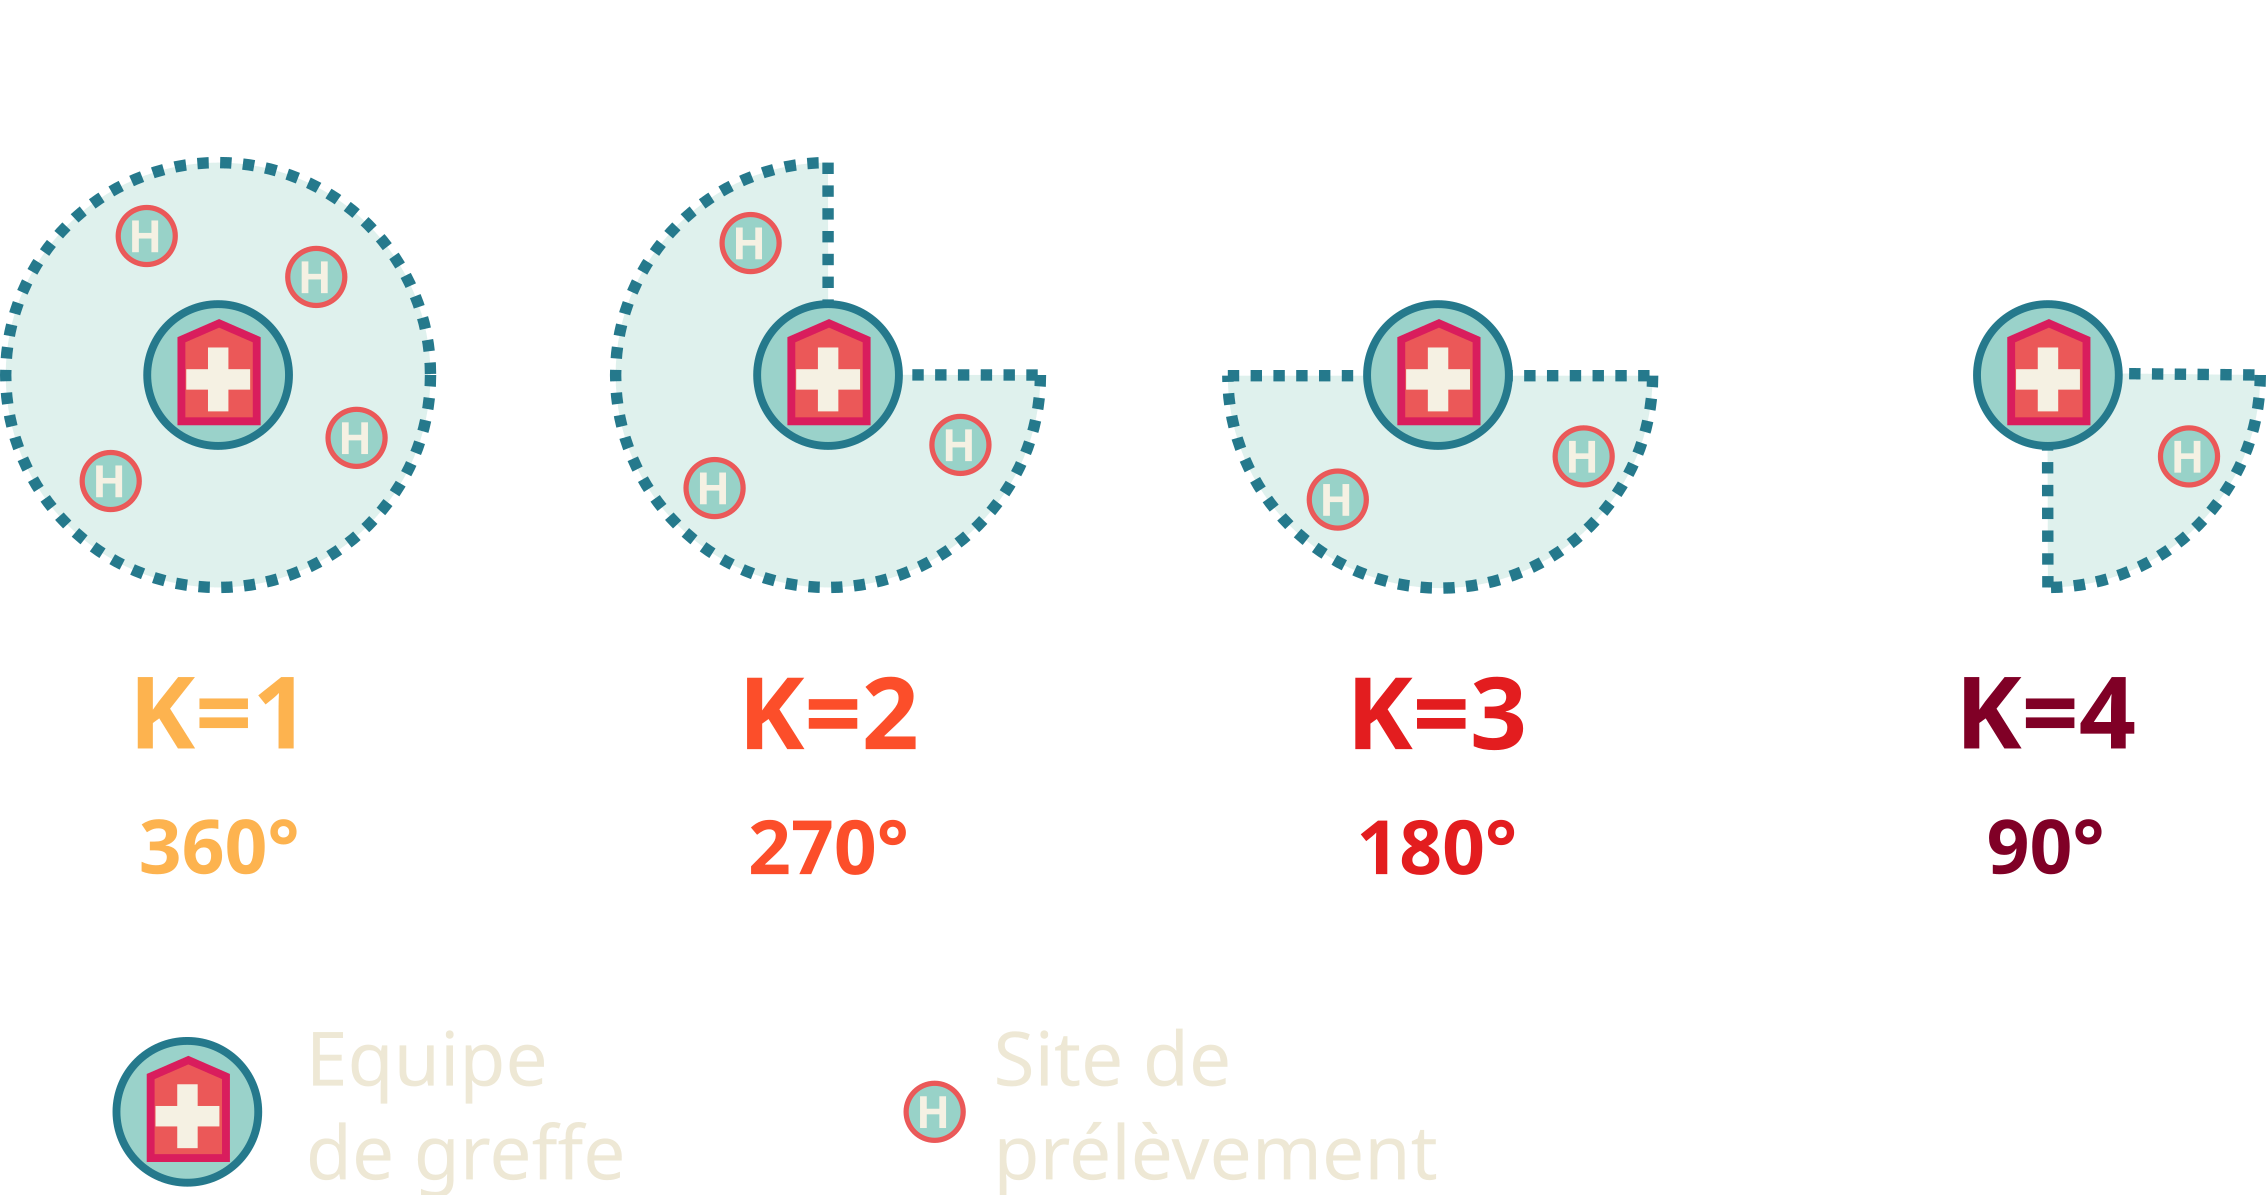 H H H
H H H H
H H H
K=1 K=2 K=3 K=4
360° 270° 180° 90°
Equipe Site de
H
de greffe prélèvement